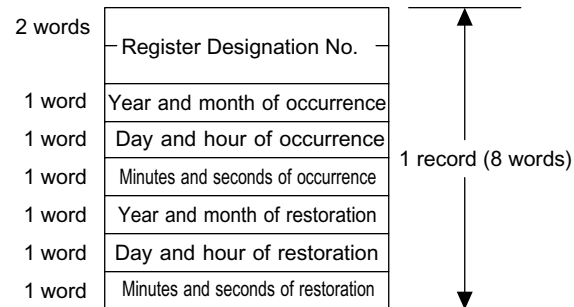 2 words
Register Designation No.
1 word Year and month of occurrence
1 word Day and hour of occurrence
1 word Minutes and seconds of occurrence
1 record (8 words)
1 word Year and month of restoration
1 word Day and hour of restoration
1 word Minutes and seconds of restoration